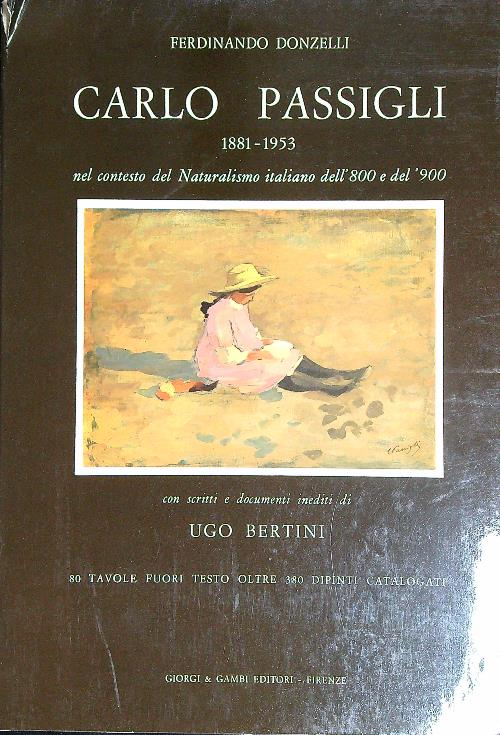 FERDINANDO DONZELLI
CARLO PASSIGLI
1881-1953
nel contesto del Naturalismo italiano dell'800 e del '900
con scritti e documenti inediti di
UGO BERTINI
80 TAVOLE FUORI TESTO OLTRE 380 DIPINTI CATALOGATI
GIORGI & GAMBI EDITORI - FIRENZE